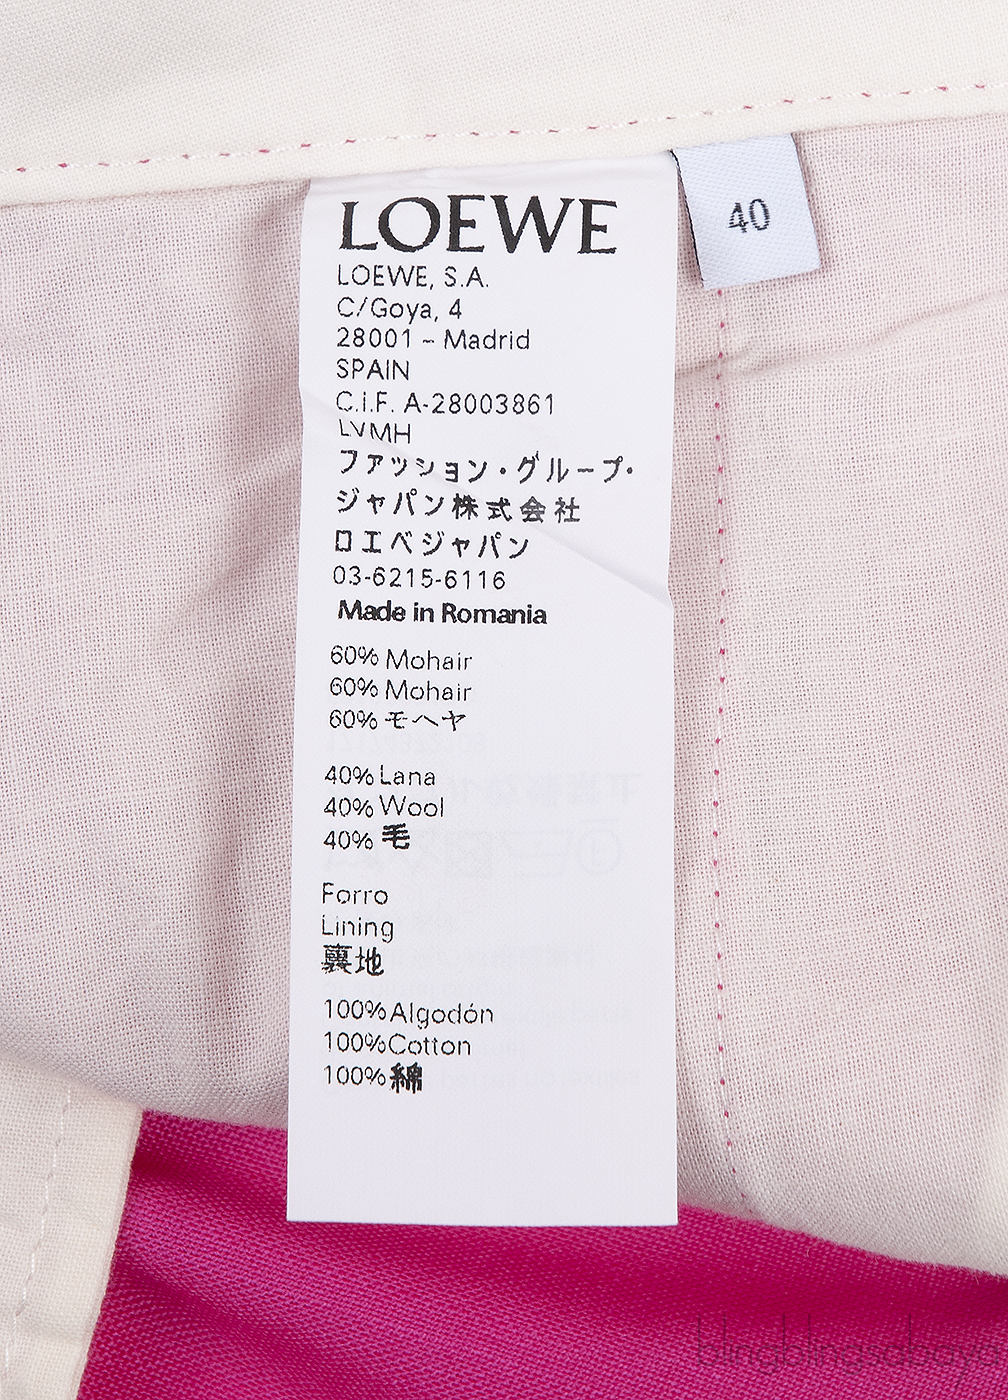 LOEWE
40
LOEWE, S.A.
C/Goya, 4
28001 - Madrid
SPAIN
C.I.F. A-28003861
LVMH
ファッション・グループ・
ジャパン株式会社
ロエベジャパン
03-6215-6116
Made in Romania
60% Mohair
60% Mohair
60% モヘヤ
40% Lana
40% Wool
40% 毛
Forro
Lining
裏地
100% Algodón
100% Cotton
100% 綿
blingblingsabaya